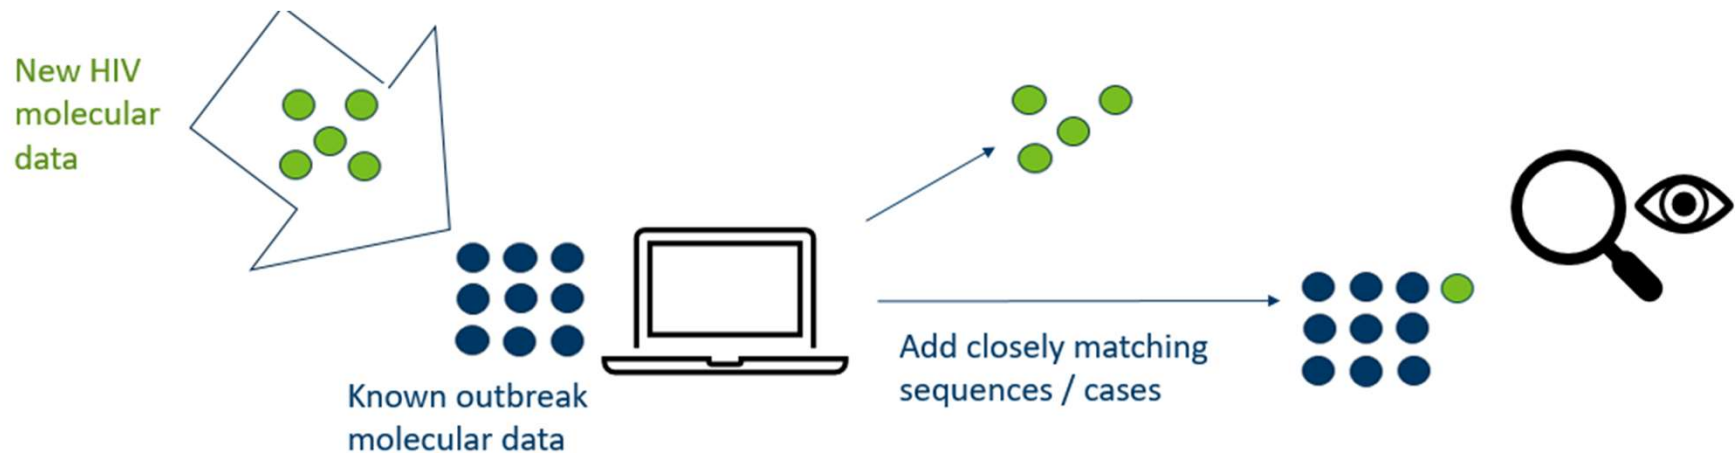 New HIV
molecular
data
Known outbreak
molecular data
Add closely matching
sequences / cases